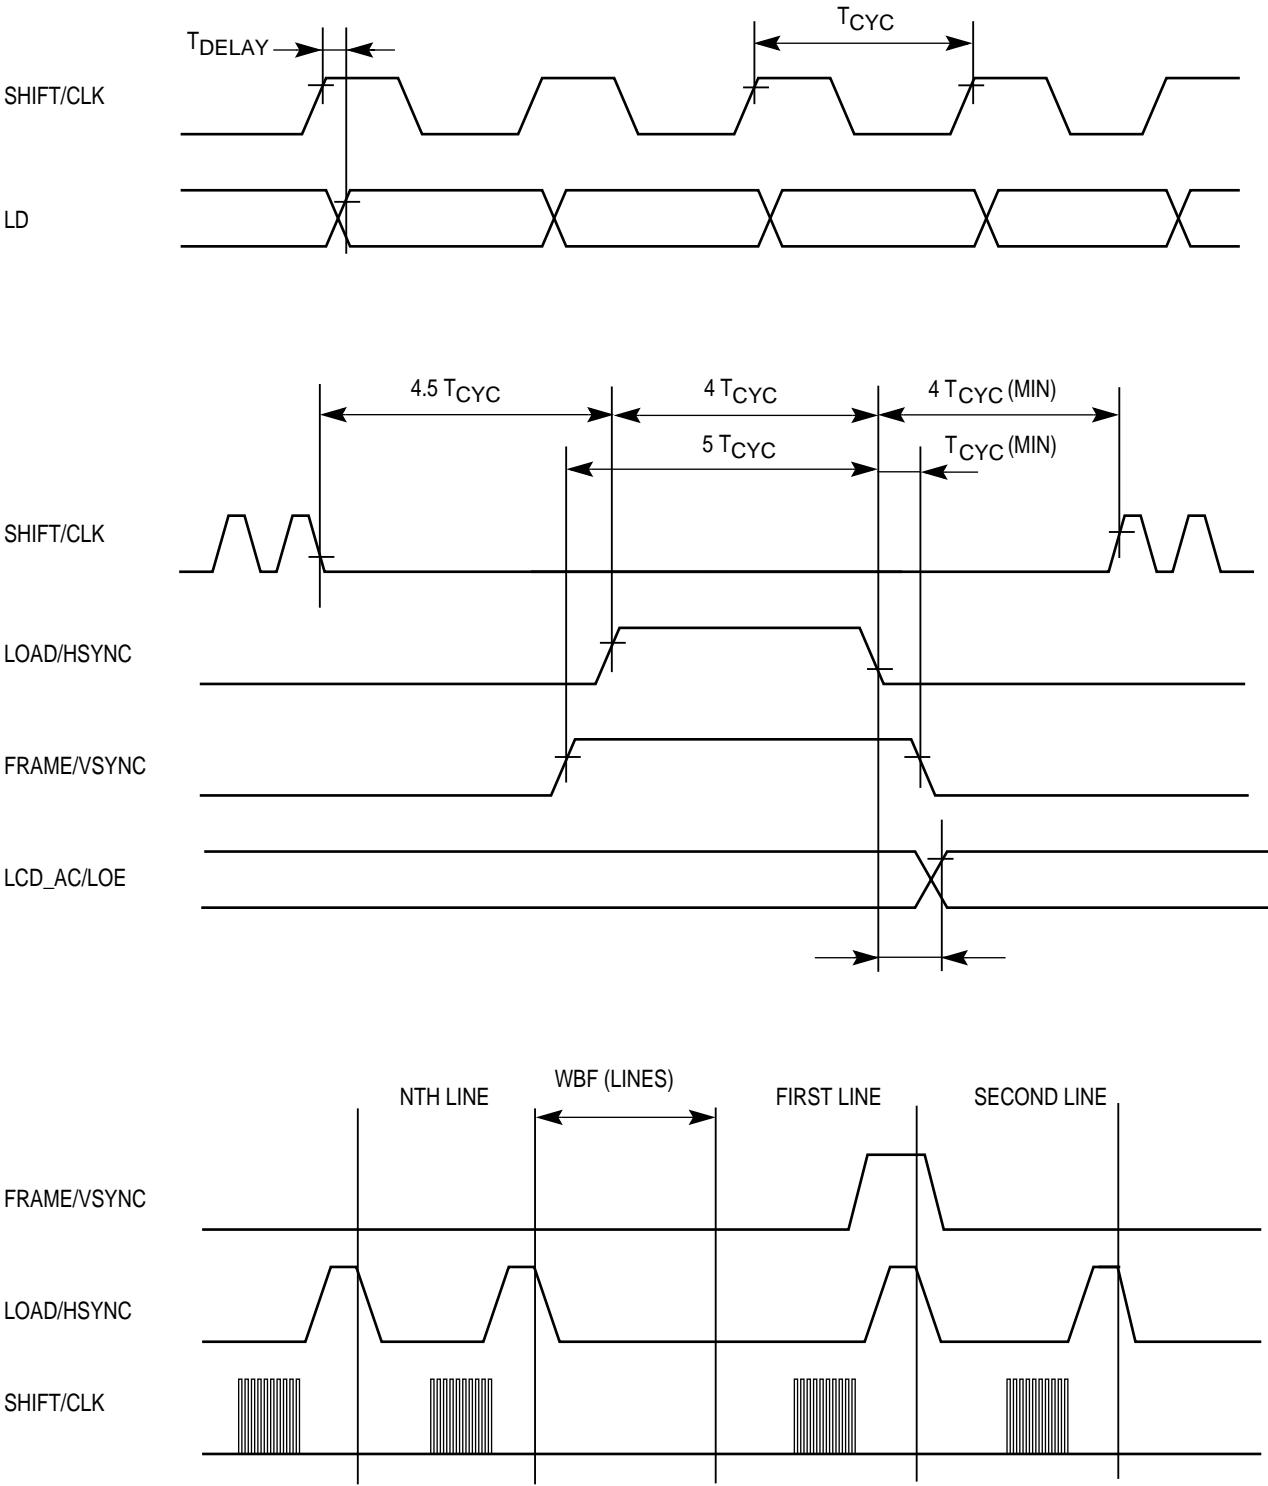 TCYC
TDELAY
SHIFT/CLK
LD
4.5 TCYC
4 TCYC
4 TCYC (MIN)
5 TCYC
TCYC (MIN)
SHIFT/CLK
LOAD/HSYNC
FRAME/VSYNC
LCD_AC/LOE
NTH LINE
WBF (LINES)
FIRST LINE
SECOND LINE
FRAME/VSYNC
LOAD/HSYNC
SHIFT/CLK